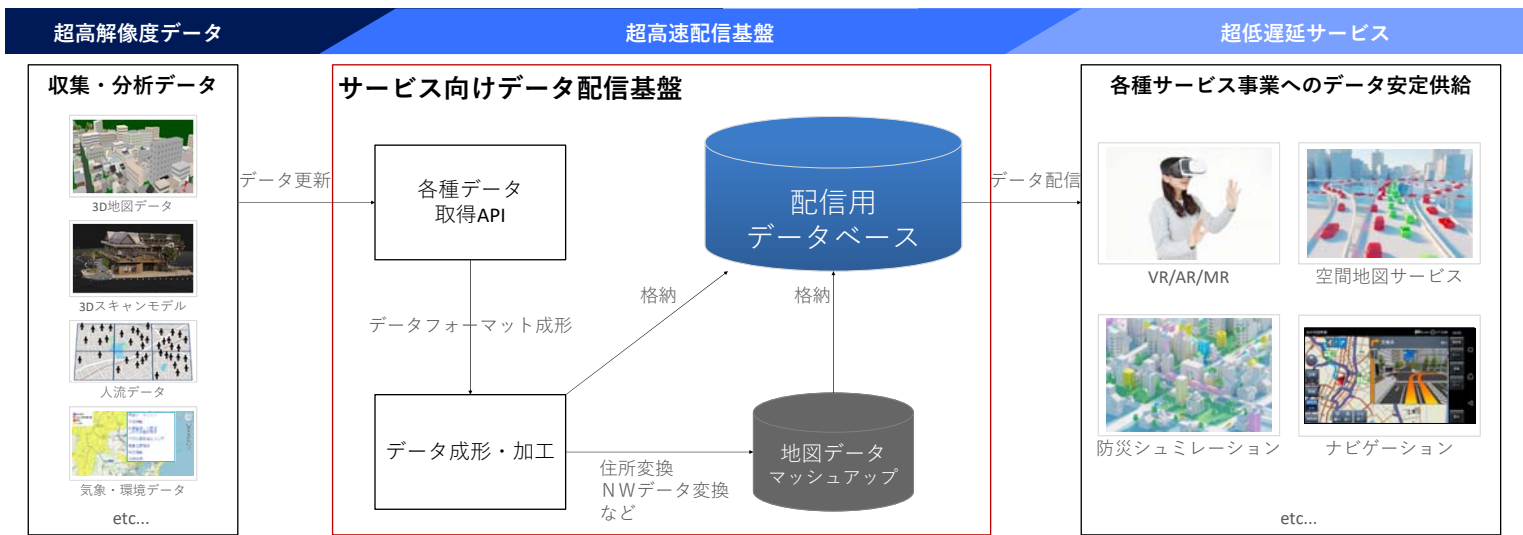 超高解像度データ
超高速配信基盤
超低遅延サービス
収集・分析データ
3D地図データ
3Dスキャンモデル
人流データ
気象・環境データ
etc...
データ更新
サービス向けデータ配信基盤
各種データ
取得API
配信用
データベース
格納
格納
データフォーマット成形
データ成形・加工
住所変換
ＮＷデータ変換
など
地図データ
マッシュアップ
データ配信
各種サービス事業へのデータ安定供給
VR/AR/MR
空間地図サービス
防災シュミレーション
ナビゲーション
etc...